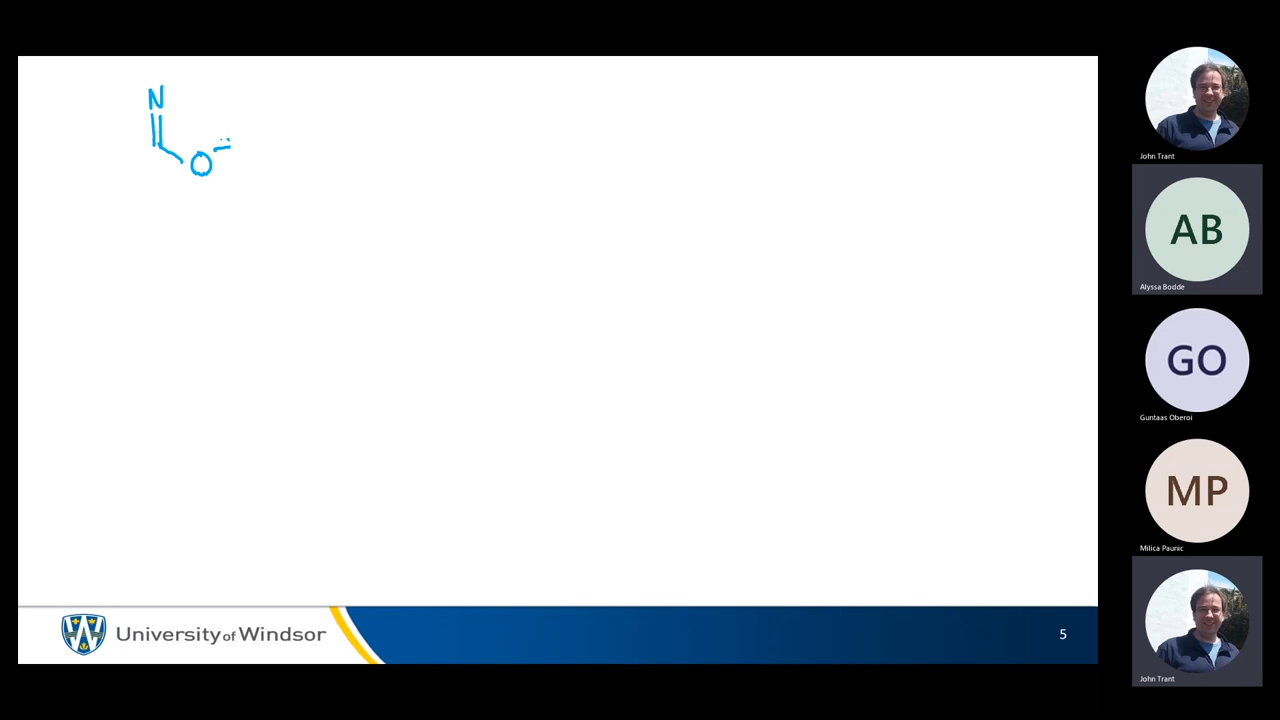 N
O
University of Windsor
5
John Trant
AB
Alyssa Bodde
GO
Guntaas Oberoi
MP
Milica Paunic
John Trant